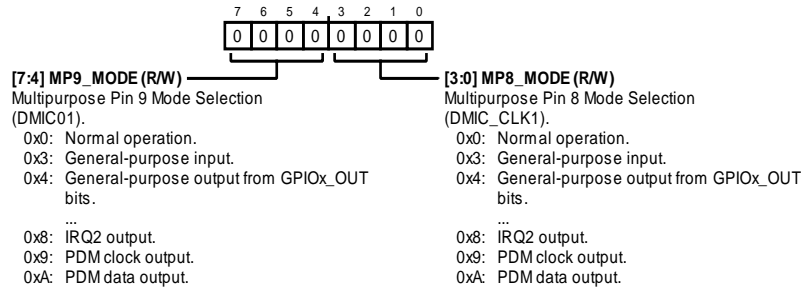 7 6 5 4 3 2 1 0
0 0 0 0 0 0 0 0
[7:4] MP9_MODE (R/W)
Multipurpose Pin 9 Mode Selection
(DMIC01).
0x0: Normal operation.
0x3: General-purpose input.
0x4: General-purpose output from GPIOx_OUT
bits.
...
0x8: IRQ2 output.
0x9: PDM clock output.
0xA: PDM data output.
[3:0] MP8_MODE (R/W)
Multipurpose Pin 8 Mode Selection
(DMIC_CLK1).
0x0: Normal operation.
0x3: General-purpose input.
0x4: General-purpose output from GPIOx_OUT
bits.
...
0x8: IRQ2 output.
0x9: PDM clock output.
0xA: PDM data output.